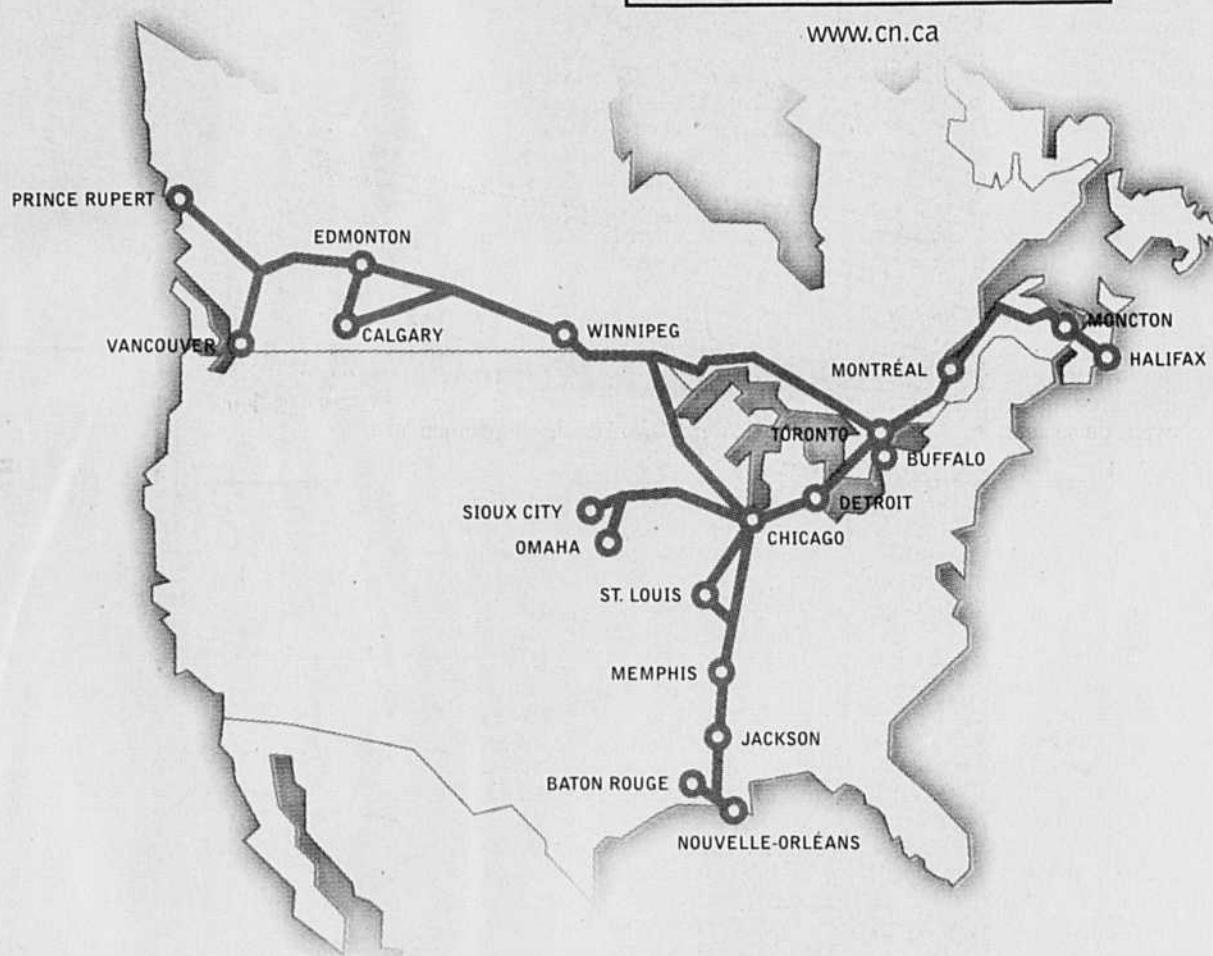 www.cn.ca
PRINCE RUPERT
EDMONTON
VANCOUVER
CALGARY
WINNIPEG
MONTRÉAL
MONCTON
HALIFAX
TORONTO
BUFFALO
DETROIT
SIOUX CITY
OMAHA
CHICAGO
ST. LOUIS
MEMPHIS
JACKSON
BATON ROUGE
NOUVELLE-ORLÉANS